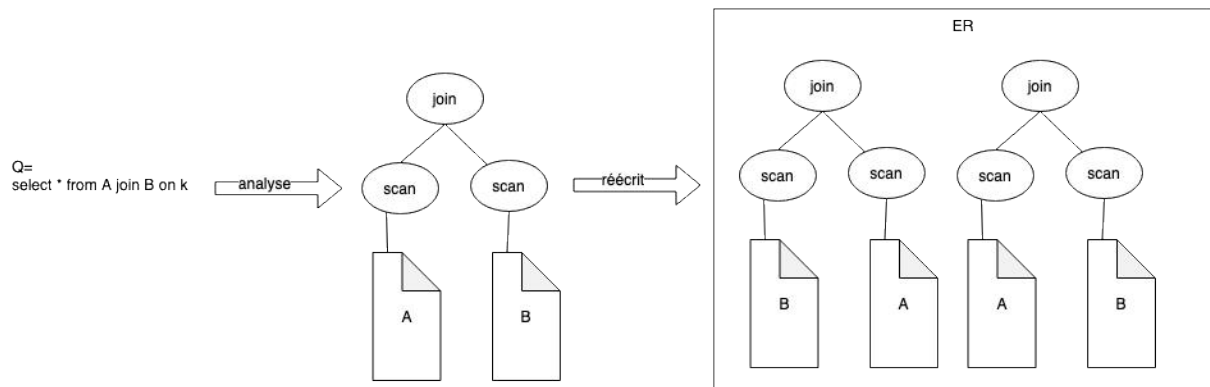 Q=
select * from A join B on k
analyse
join
scan
scan
A
B
réécrit
ER
join
join
scan
scan
scan
scan
B
A
A
B